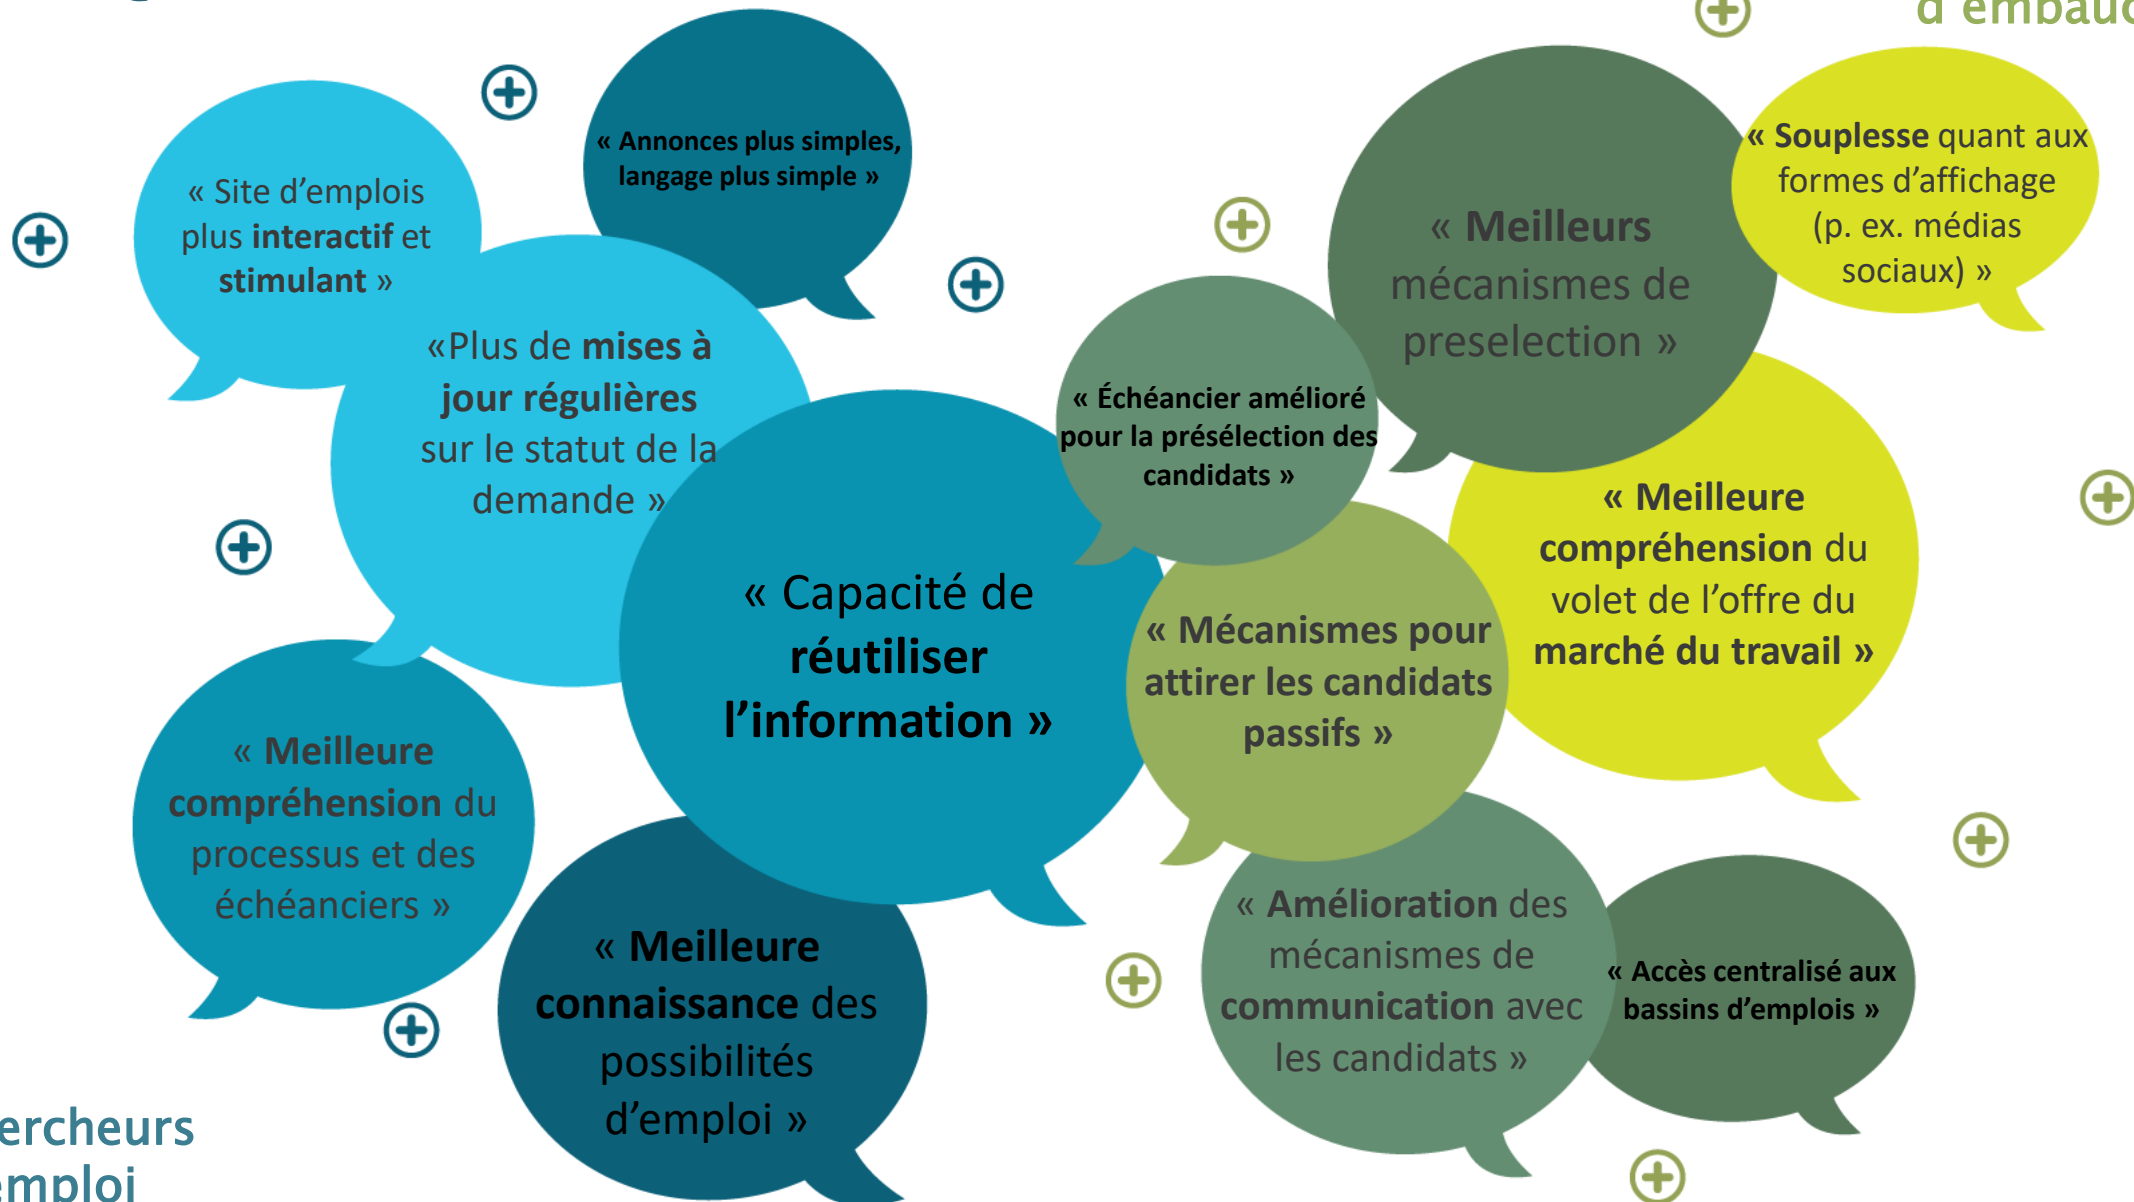 « Site d’emplois
plus interactif et
stimulant »
« Annonces plus simples,
langage plus simple »
«Plus de mises à
jour régulières
sur le statut de la
demande »
« Capacité de
réutiliser
l’information »
« Meilleure
compréhension du
processus et des
échéanciers »
« Meilleure
connaissance des
possibilités
d’emploi »
ercheurs
emploi
« Meilleurs
mécanismes de
preselection »
« Souplesse quant aux
formes d’affichage
(p. ex. médias
sociaux) »
« Échéancier amélioré
pour la présélection des
candidats »
« Meilleure
compréhension du
volet de l’offre du
marché du travail »
« Mécanismes pour
attirer les candidats
passifs »
« Amélioration des
mécanismes de
communication avec
les candidats »
« Accès centralisé aux
bassins d’emplois »